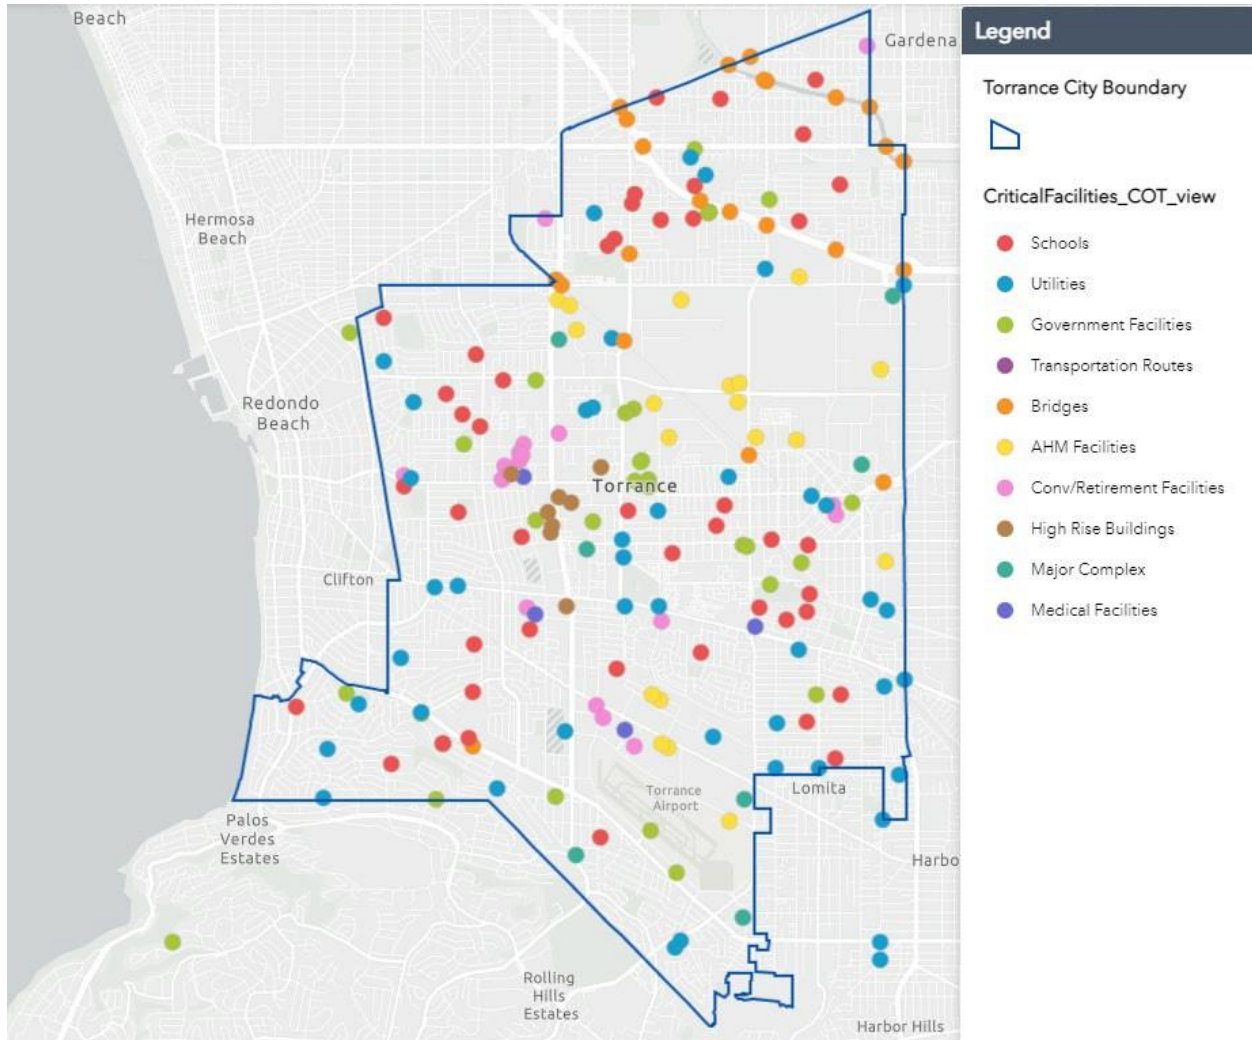 Beach
Gardena
Hermosa
Beach
Redondo
Beach
Torrance
Clifton
Torrance
Airport
Lomita
Palos
Verdes
Estates
Harbo
Rolling
Hills
Estates
Harbor Hills
Legend
Torrance City Boundary
CriticalFacilities_COT_view
Schools
Utilities
Government Facilities
Transportation Routes
Bridges
AHM Facilities
Conv/Retirement Facilities
High Rise Buildings
Major Complex
Medical Facilities